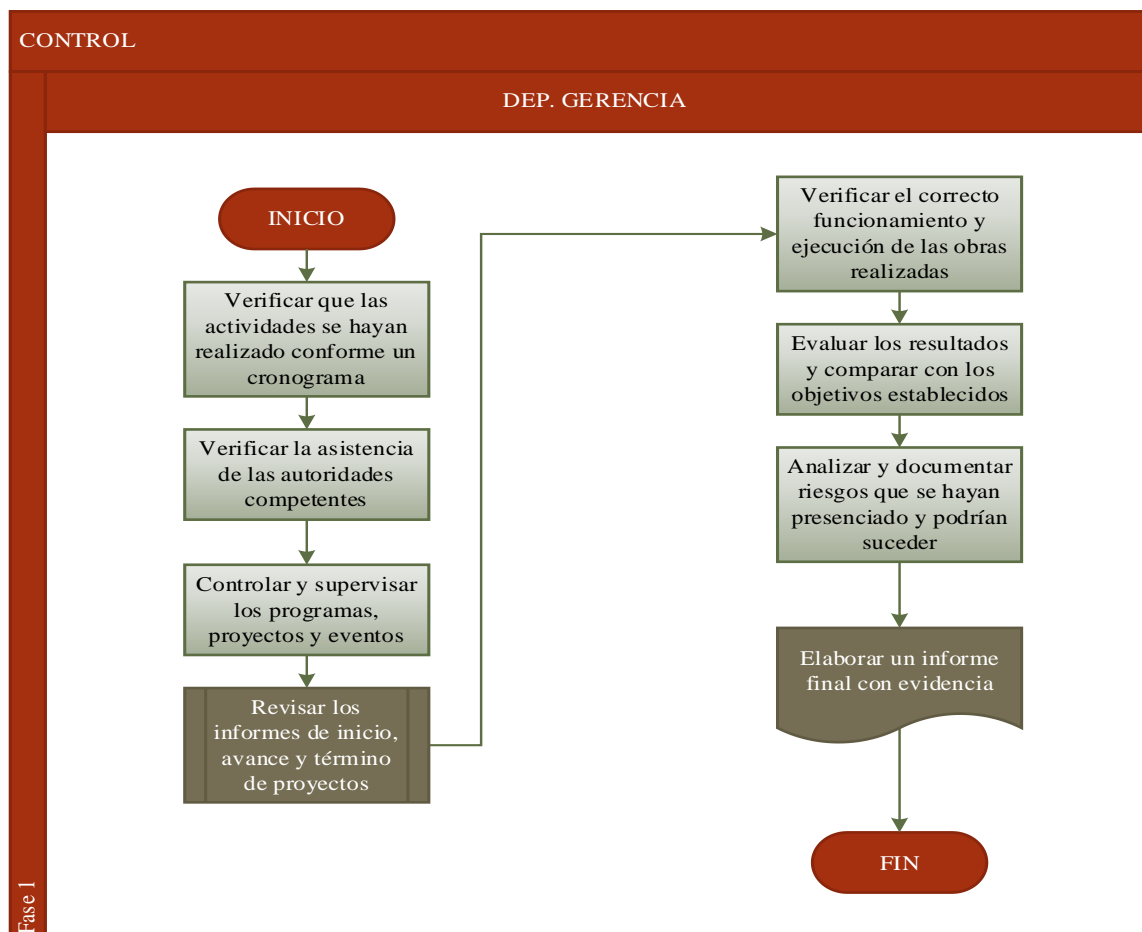 CONTROL
DEP. GERENCIA
INICIO
Verificar que las
actividades se hayan
realizado conforme un
cronograma
Verificar la asistencia
de las autoridades
competentes
Controlar y supervisar
los programas,
proyectos y eventos
Revisar los
informes de inicio,
avance y término
de proyectos
Verificar el correcto
funcionamiento y
ejecución de las obras
realizadas
Evaluar los resultados
y comparar con los
objetivos establecidos
Analizar y documentar
riesgos que se hayan
presenciado y podrían
suceder
Elaborar un informe
final con evidencia
FIN
Fase 1